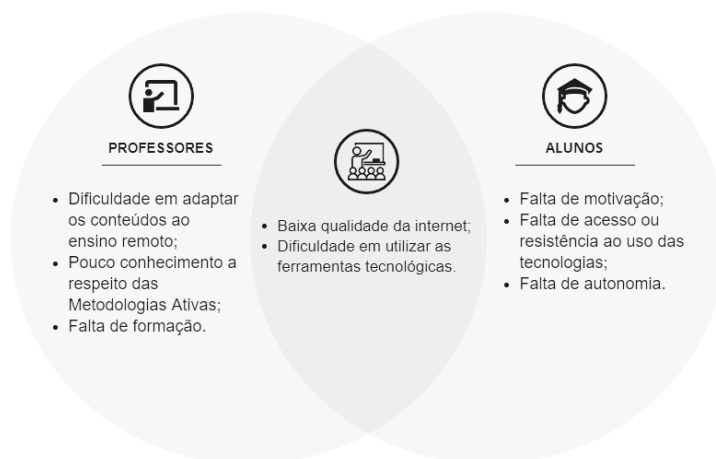 PROFESSORES
• Dificuldade em adaptar
os conteúdos ao
ensino remoto;
• Pouco conhecimento a
respeito das
Metodologias Ativas;
• Falta de formação.
• Baixa qualidade da internet;
• Dificuldade em utilizar as
ferramentas tecnológicas.
ALUNOS
• Falta de motivação;
• Falta de acesso ou
resistência ao uso das
tecnologias;
• Falta de autonomia.